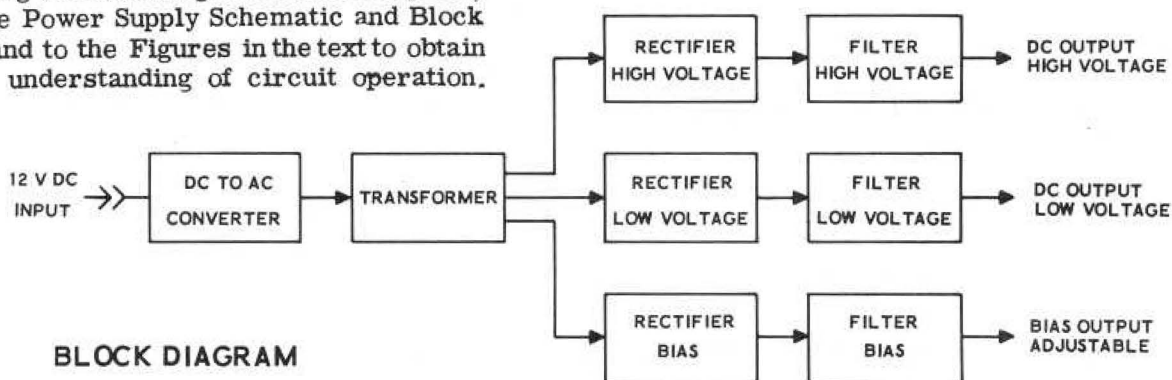 e Power Supply Schematic and Block
nd to the Figures in the text to obtain
understanding of circuit operation.
RECTIFIER
HIGH VOLTAGE
FILTER
HIGH VOLTAGE
DC OUTPUT
HIGH VOLTAGE
12 V DC
INPUT
DC TO AC
CONVERTER
TRANSFORMER
RECTIFIER
LOW VOLTAGE
FILTER
LOW VOLTAGE
DC OUTPUT
LOW VOLTAGE
RECTIFIER
BIAS
FILTER
BIAS
BIAS OUTPUT
ADJUSTABLE
BLOCK DIAGRAM